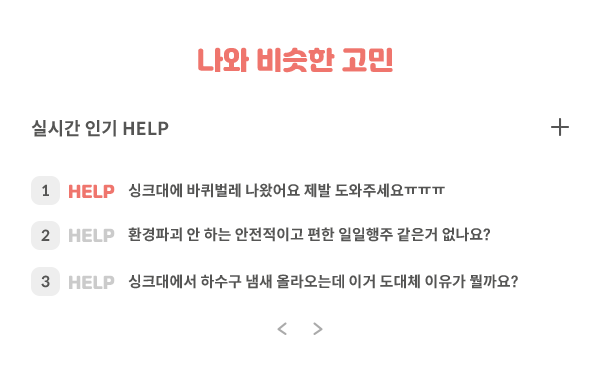 나와 비슷한 고민
실시간 인기 HELP
1 HELP 싱크대에 바퀴벌레 나왔어요 제발 도와주세요ㅠㅠㅠ
2 HELP 환경파괴 안 하는 안전적이고 편한 일일행주 같은거 없나요?
3 HELP 싱크대에서 하수구 냄새 올라오는데 이거 도대체 이유가 뭘까요?